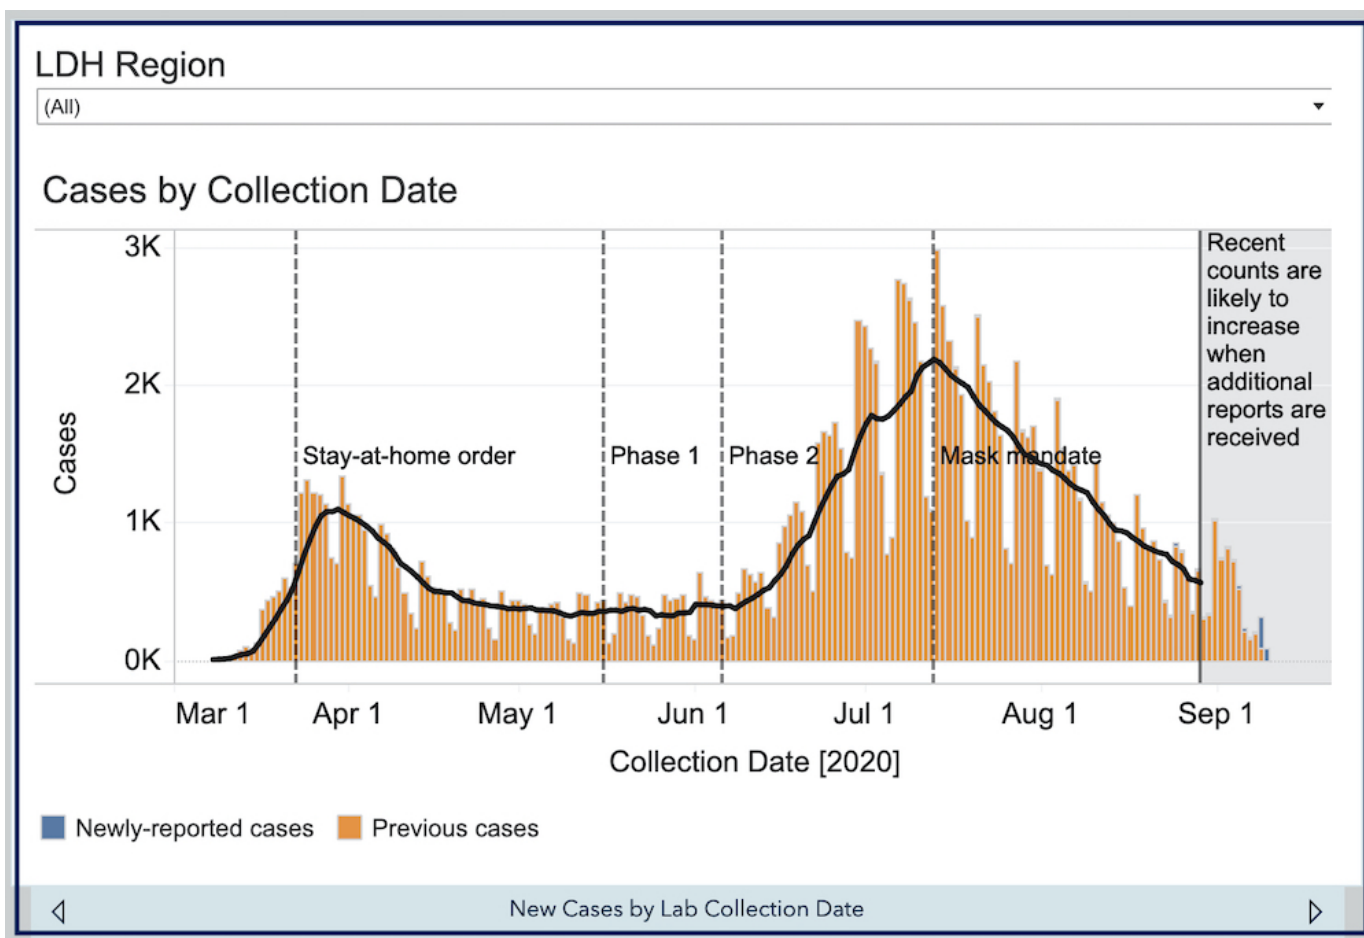 LDH Region
(All)
Cases by Collection Date
3K
2K
1K
0K
Cases
Stay-at-home order
Phase 1
Phase 2
Mask mandate
Recent
counts are
likely to
increase
when
additional
reports are
received
Mar 1 Apr 1 May 1 Jun 1 Jul 1 Aug 1 Sep 1
Collection Date [2020]
Newly-reported cases Previous cases
New Cases by Lab Collection Date